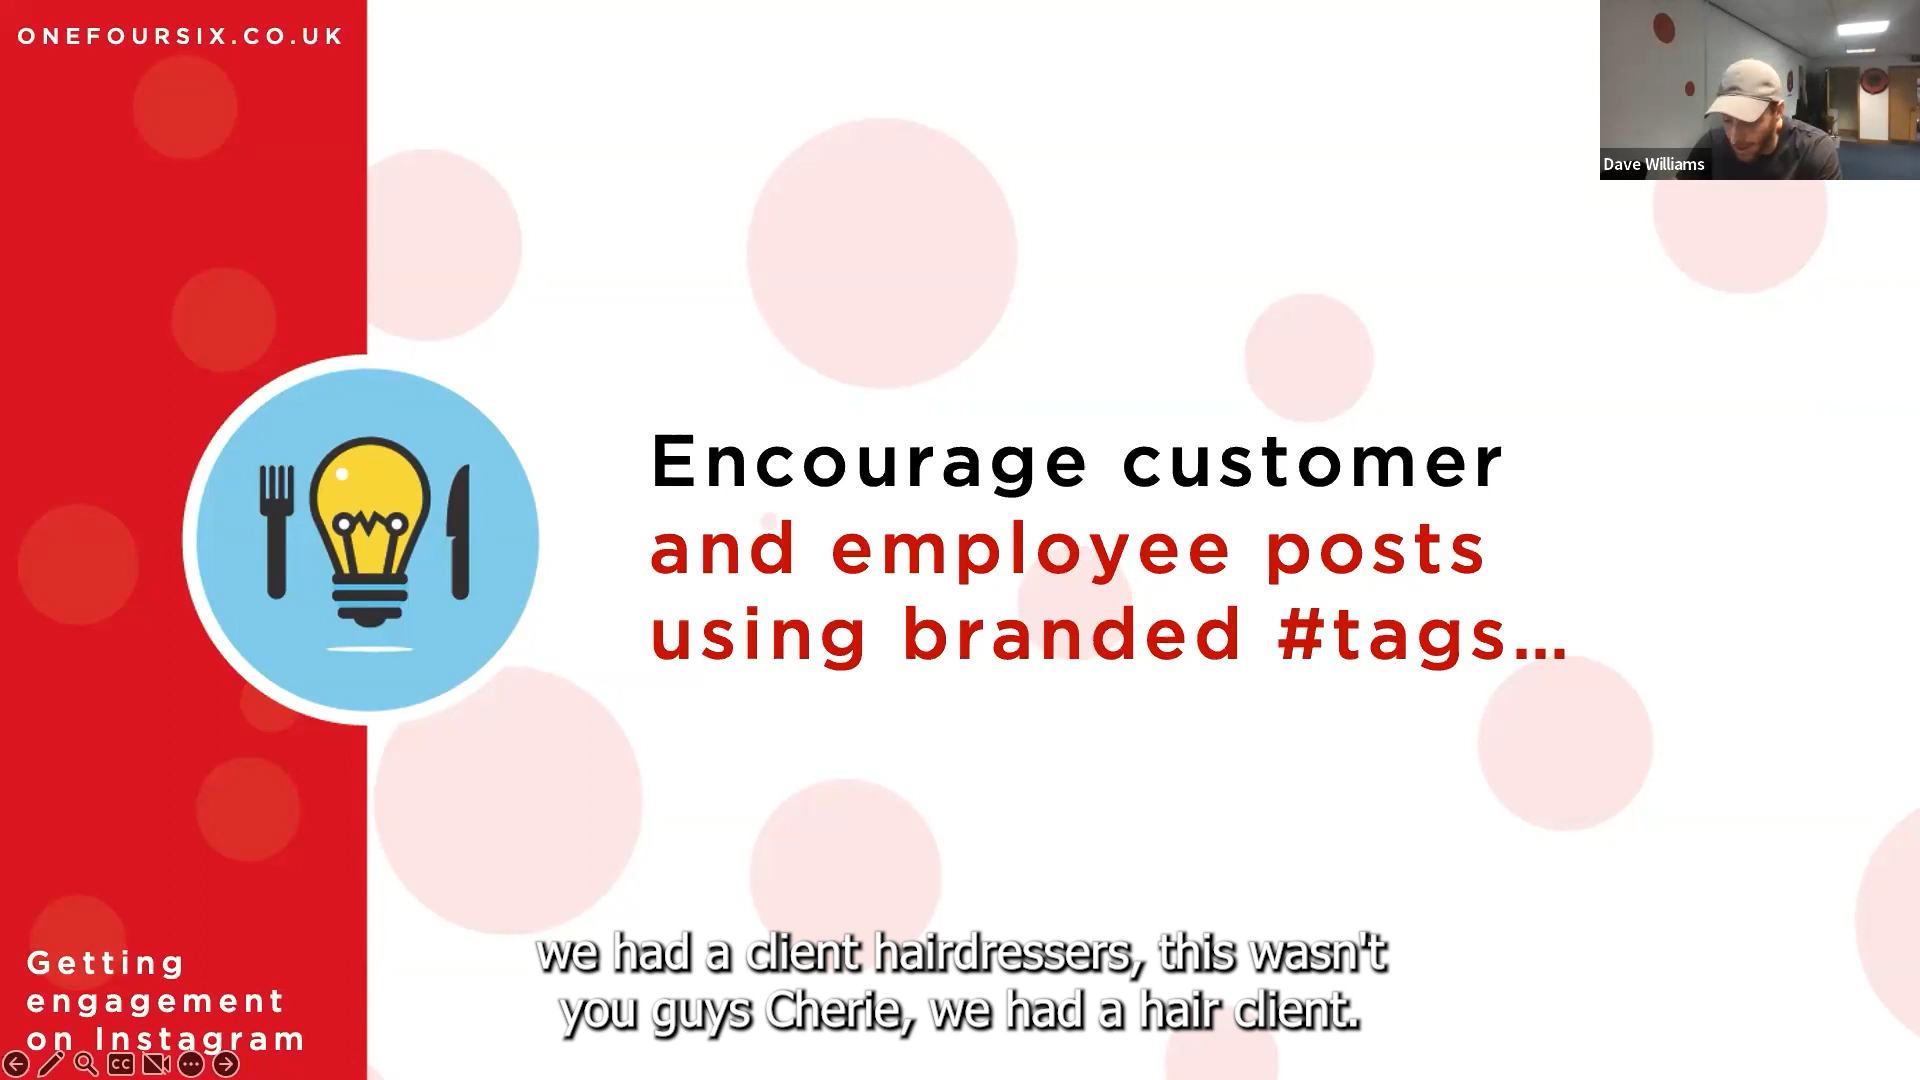 ONEFOURSIX.CO.UK
Dave Williams
Encourage customer
and employee posts
using branded #tags...
we had a client hairdressers, this wasn't
you guys Cherie, we had a hair client.
Getting
engagement
on Instagram
CC